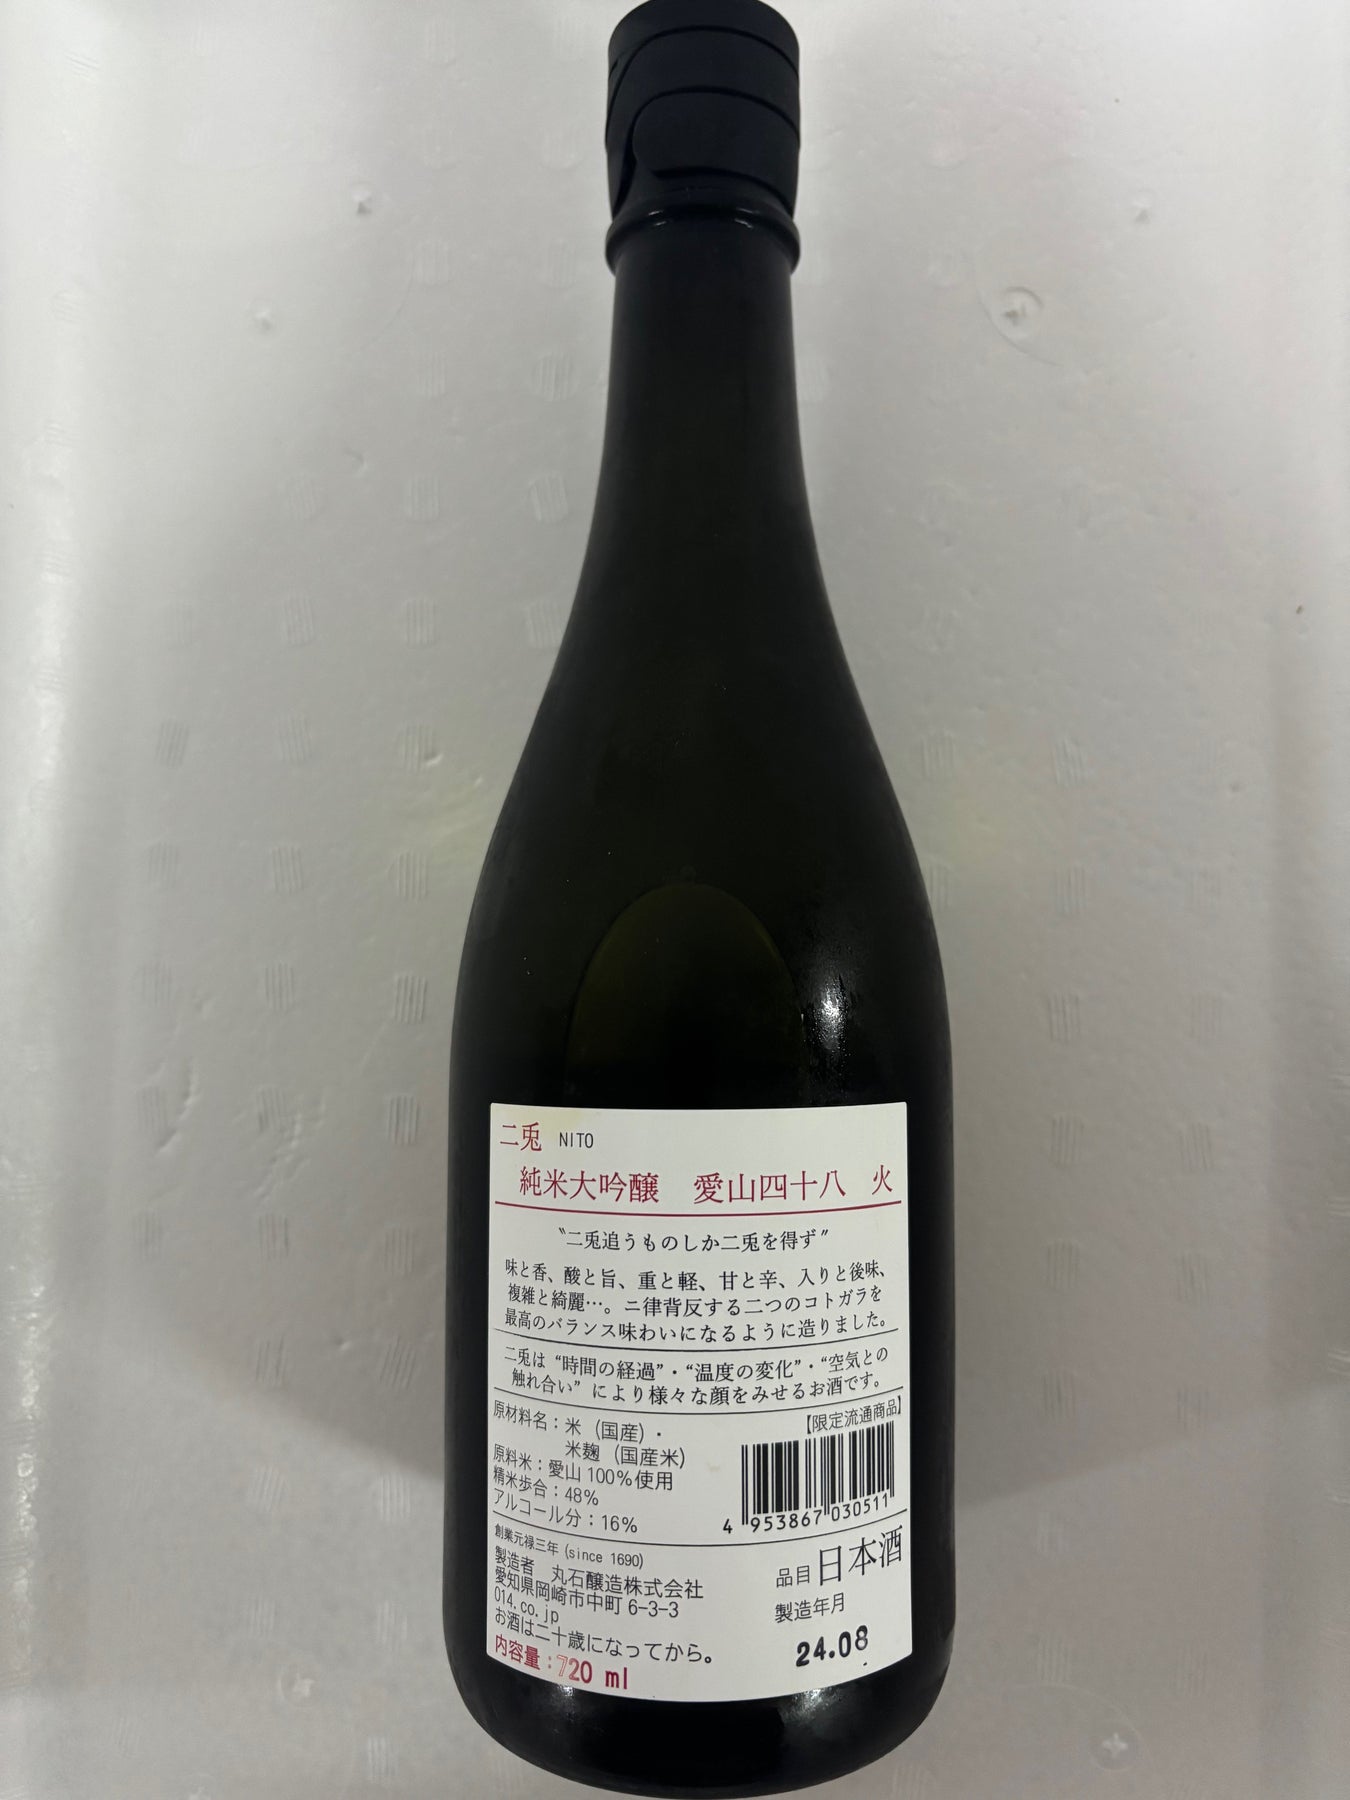 二兎 NITO
純米大吟醸 愛山四十八 火
〝二兎追うものしか二兎を得ず〞
味と香、酸と旨、重と軽、甘と辛、入りと後味、
複雑と綺麗…。二律背反する二つのコトガラを
最高のバランス味わいになるように造りました。
二兎は“時間の経過”・“温度の変化”・“空気との
触れ合い”により様々な顔をみせるお酒です。
原材料名：米（国産）・
米麹（国産米）
原料米：愛山100％使用
精米歩合：48％
アルコール分：16％
【限定流通商品】
4 953867 030511
創業元禄三年 (since 1690)
製造者 丸石醸造株式会社
愛知県岡崎市中町6-3-3
014.co.jp
お酒は二十歳になってから。
内容量：720 ml
品目 日本酒
製造年月
24.08